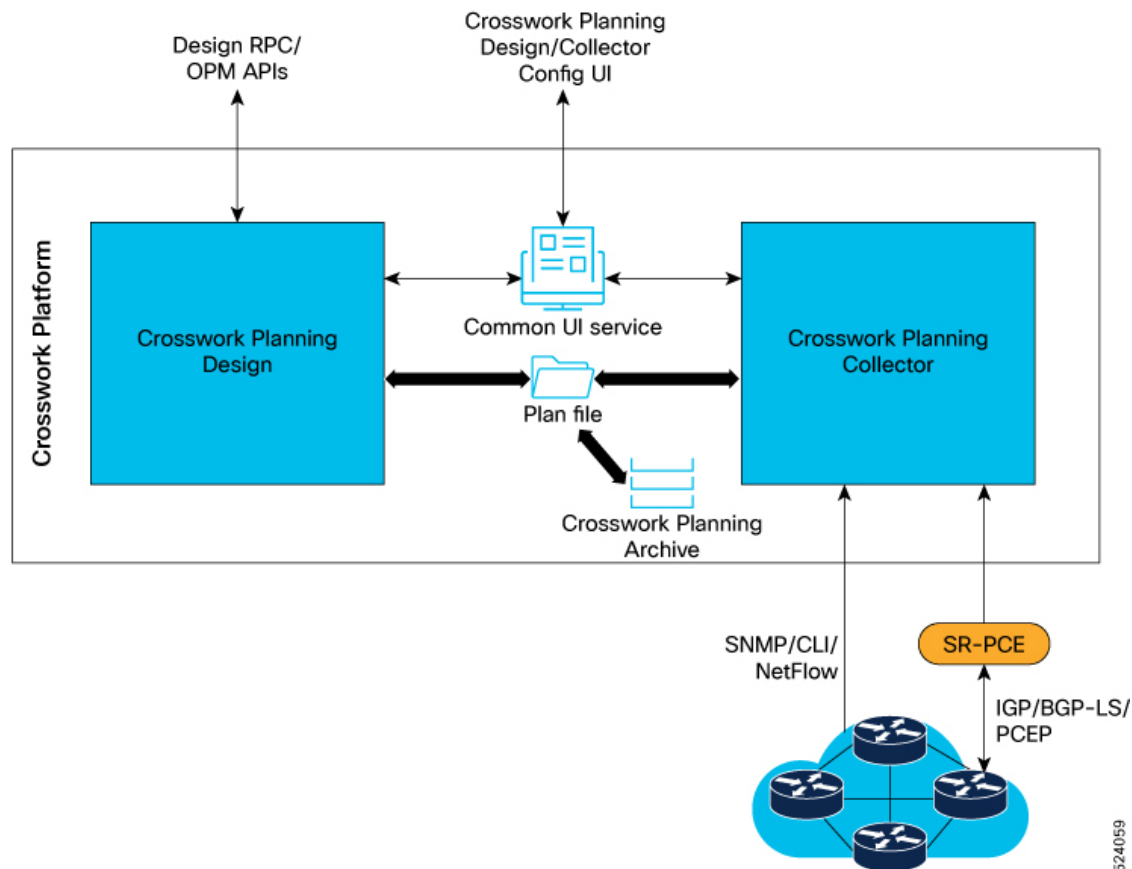 Design RPC/
OPM APIs
Crosswork Planning
Design/Collector
Config UI
Crosswork Platform
Crosswork Planning
Design
Common UI service
Plan file
Crosswork Planning
Archive
Crosswork Planning
Collector
SNMP/CLI/
NetFlow
SR-PCE
IGP/BGP-LS/
PCEP
524059